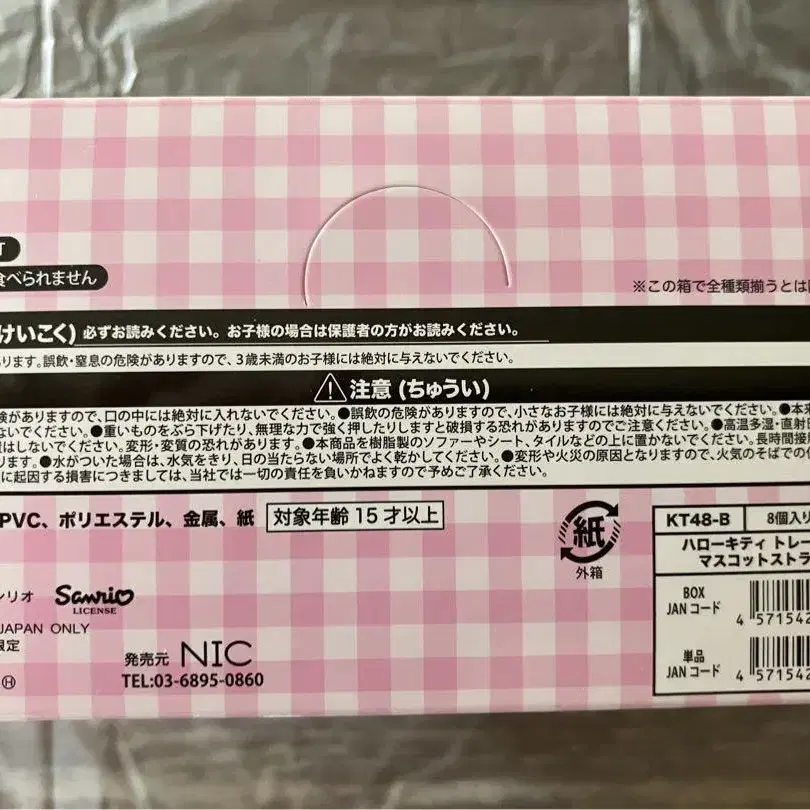 T
食べられません
※この箱で全種類揃うとは
けいこく) 必ずお読みください。お子様の場合は保護者の方がお読みください。
ります。誤飲・窒息の危険がありますので、3歳未満のお子様には絶対に与えないでください。
注意 (ちゅうい)
険がありますので、口の中には絶対に入れないでください。●誤飲の危険がありますので、小さなお子様には絶対に与えないでください。●本
ないでください。●重いものをぶら下げたり、無理な力で強く押したりしますと破損する恐れがありますのでご注意ください。●高温多湿・直射
はしないでください。変形・変質の恐れがあります。●本商品を樹脂製のソファーやシート、タイルなどの上に置かないでください。長時間接
ります。●水がついた場合は、水気をきり、日の当たらない場所でよく乾かしてください。●変形や火災の原因となりますので、火気のそばでの
に起因する損害につきましては、当社では一切の責任を負いかねますので予めご了承ください。
PVC、ポリエステル、金属、紙 対象年齢 15才以上
紙
外箱
KT48-B 8個入り
ハローキティ トレー
マスコットストラ
BOX
JANコード
4 571542
単品
JANコード
4 571542
ンリオ Sanrio
LICENSE
JAPAN ONLY
限定
発売元 NIC
TEL:03-6895-0860
Ⓗ